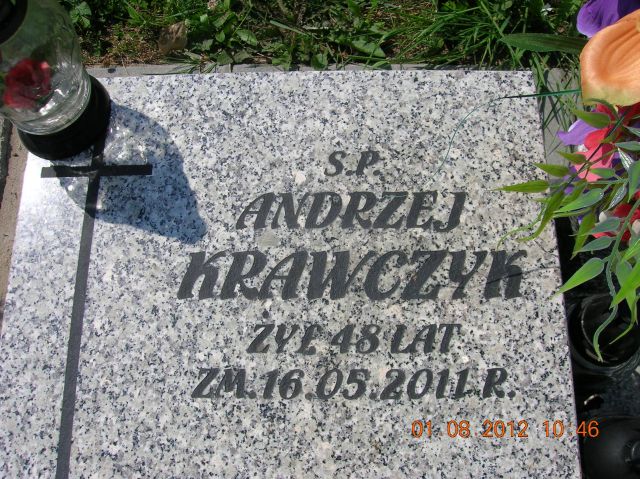 Ś.P.
ANDRZEJ
KRAWCZYK
ŻYŁ 48 LAT
ZM. 16.05.2011.R.
01 08 2012 10 46